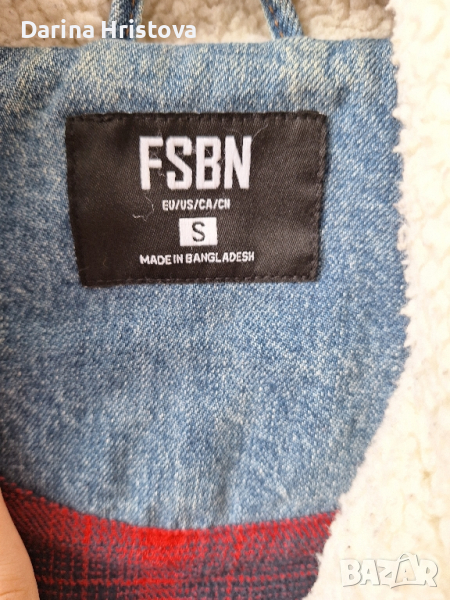 Darina Hristova
FSBN
EU/US/CA/CN
S
MADE IN BANGLADESH
BAZAR